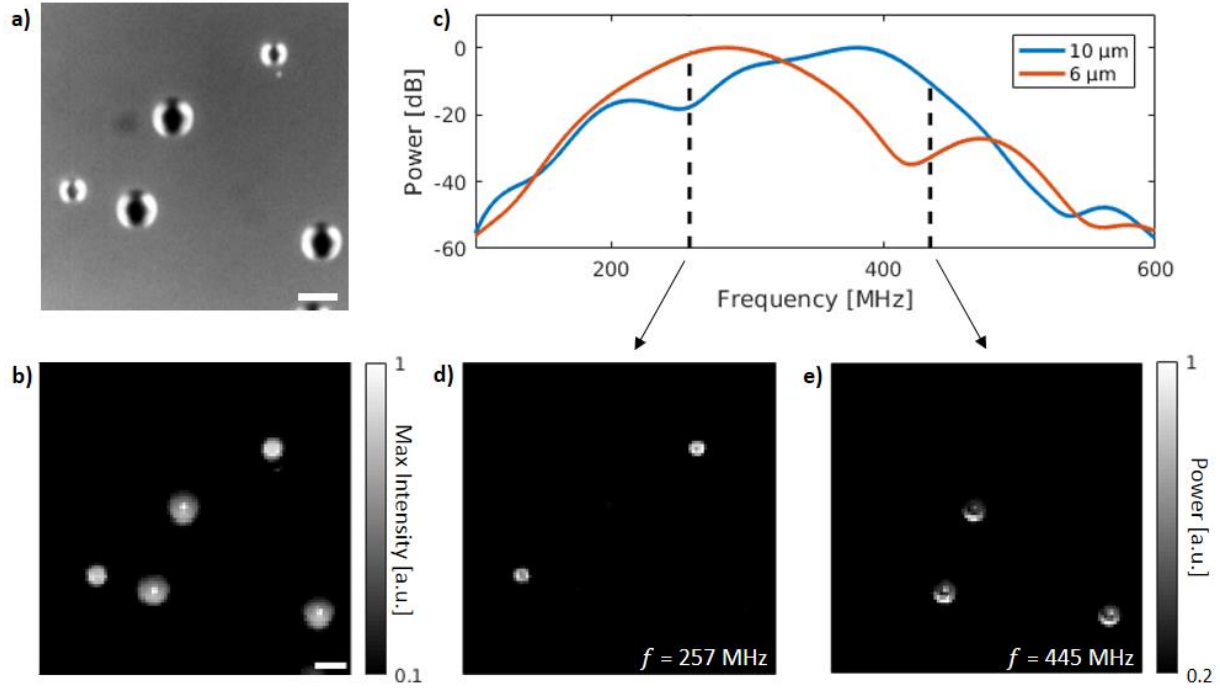 a)
c)
0
-20
-40
-60
Power [dB]
10 µm
6 µm
200
400
600
Frequency [MHz]
b)
1
0.1
Max Intensity [a.u.]
d)
f = 257 MHz
e)
f = 445 MHz
1
0.2
Power [a.u.]